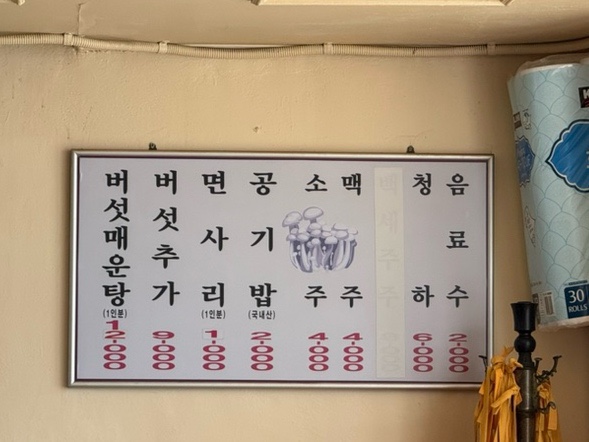 버섯매운탕
(1인분)
12,000
버섯추가
9,000
면사리
(1인분)
1,000
공기밥
(국내산)
2,000
소주
4,000
맥주
4,000
백세주
청하
6,000
음료수
2,000
30
ROLLS